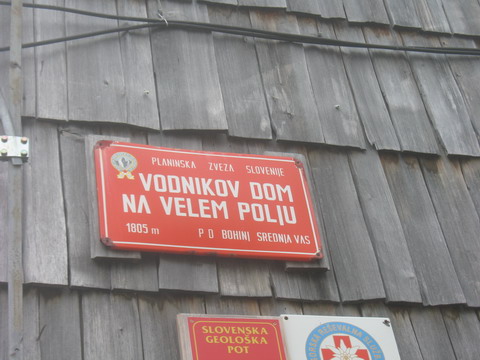 PLANINSKA ZVEZA SLOVENIJE
VODNIKOV DOM
NA VELEM POLJU
1805 m P D BOHINJ SREDNJA VAS
SLOVENSKA
GEOLOŠKA
POT